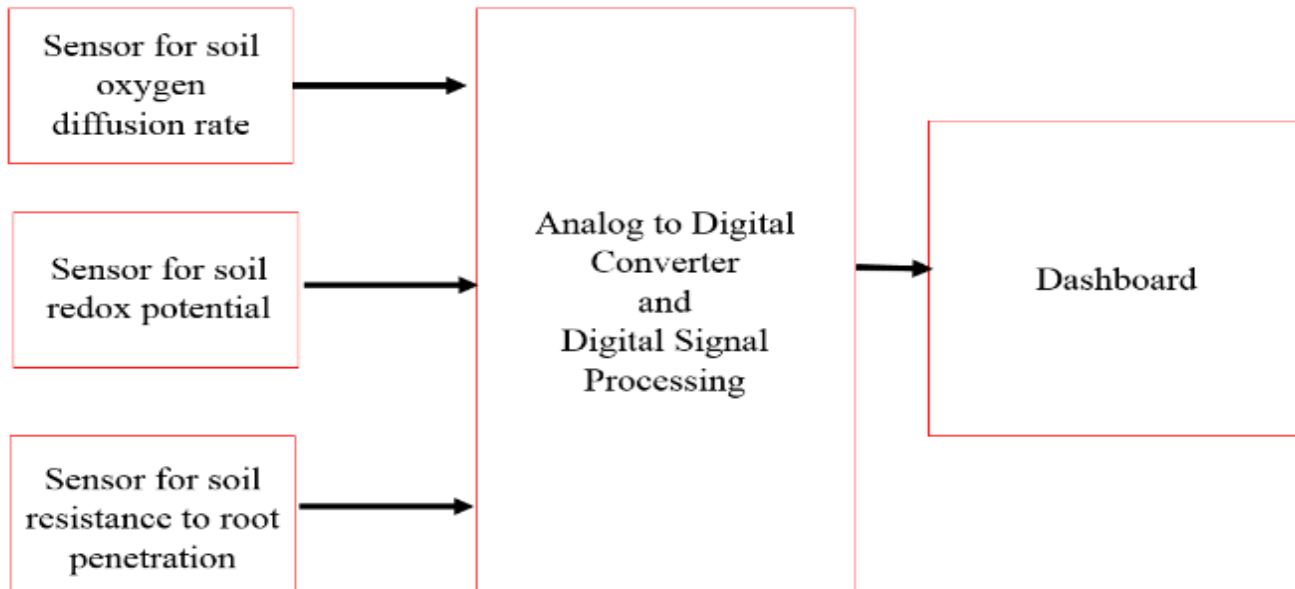 Sensor for soil
oxygen
diffusion rate
Sensor for soil
redox potential
Sensor for soil
resistance to root
penetration
Analog to Digital
Converter
and
Digital Signal
Processing
Dashboard